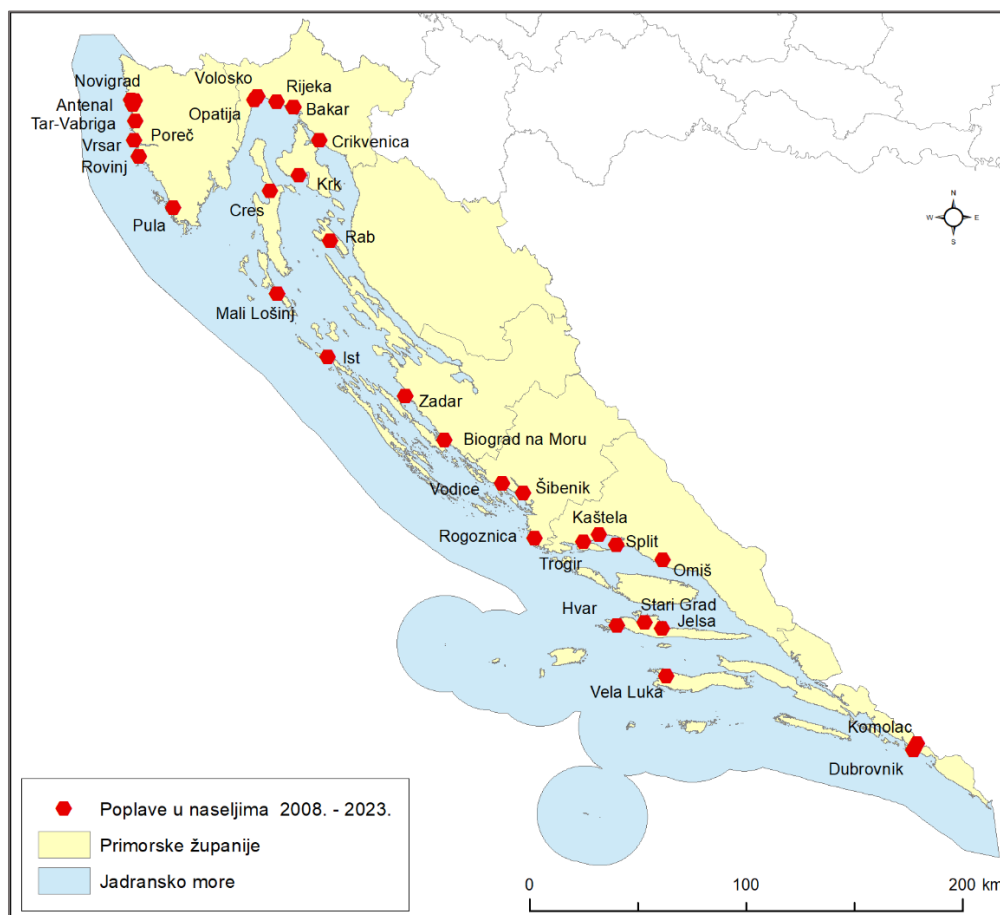 Novigrad
Antenal
Tar-Vabriga
Vrsar
Poreč
Rovinj
Pula
Volosko
Opatija
Rijeka
Bakar
Crikvenica
Krk
Cres
Rab
Mali Lošinj
Ist
Zadar
Biograd na Moru
Vodice
Šibenik
Rogoznica
Kaštela
Trogir
Split
Omiš
Hvar
Stari Grad
Jelsa
Vela Luka
Komolac
Dubrovnik
N
W
E
S
Poplave u naseljima 2008. - 2023.
Primorske županije
Jadransko more
0 100 200 km